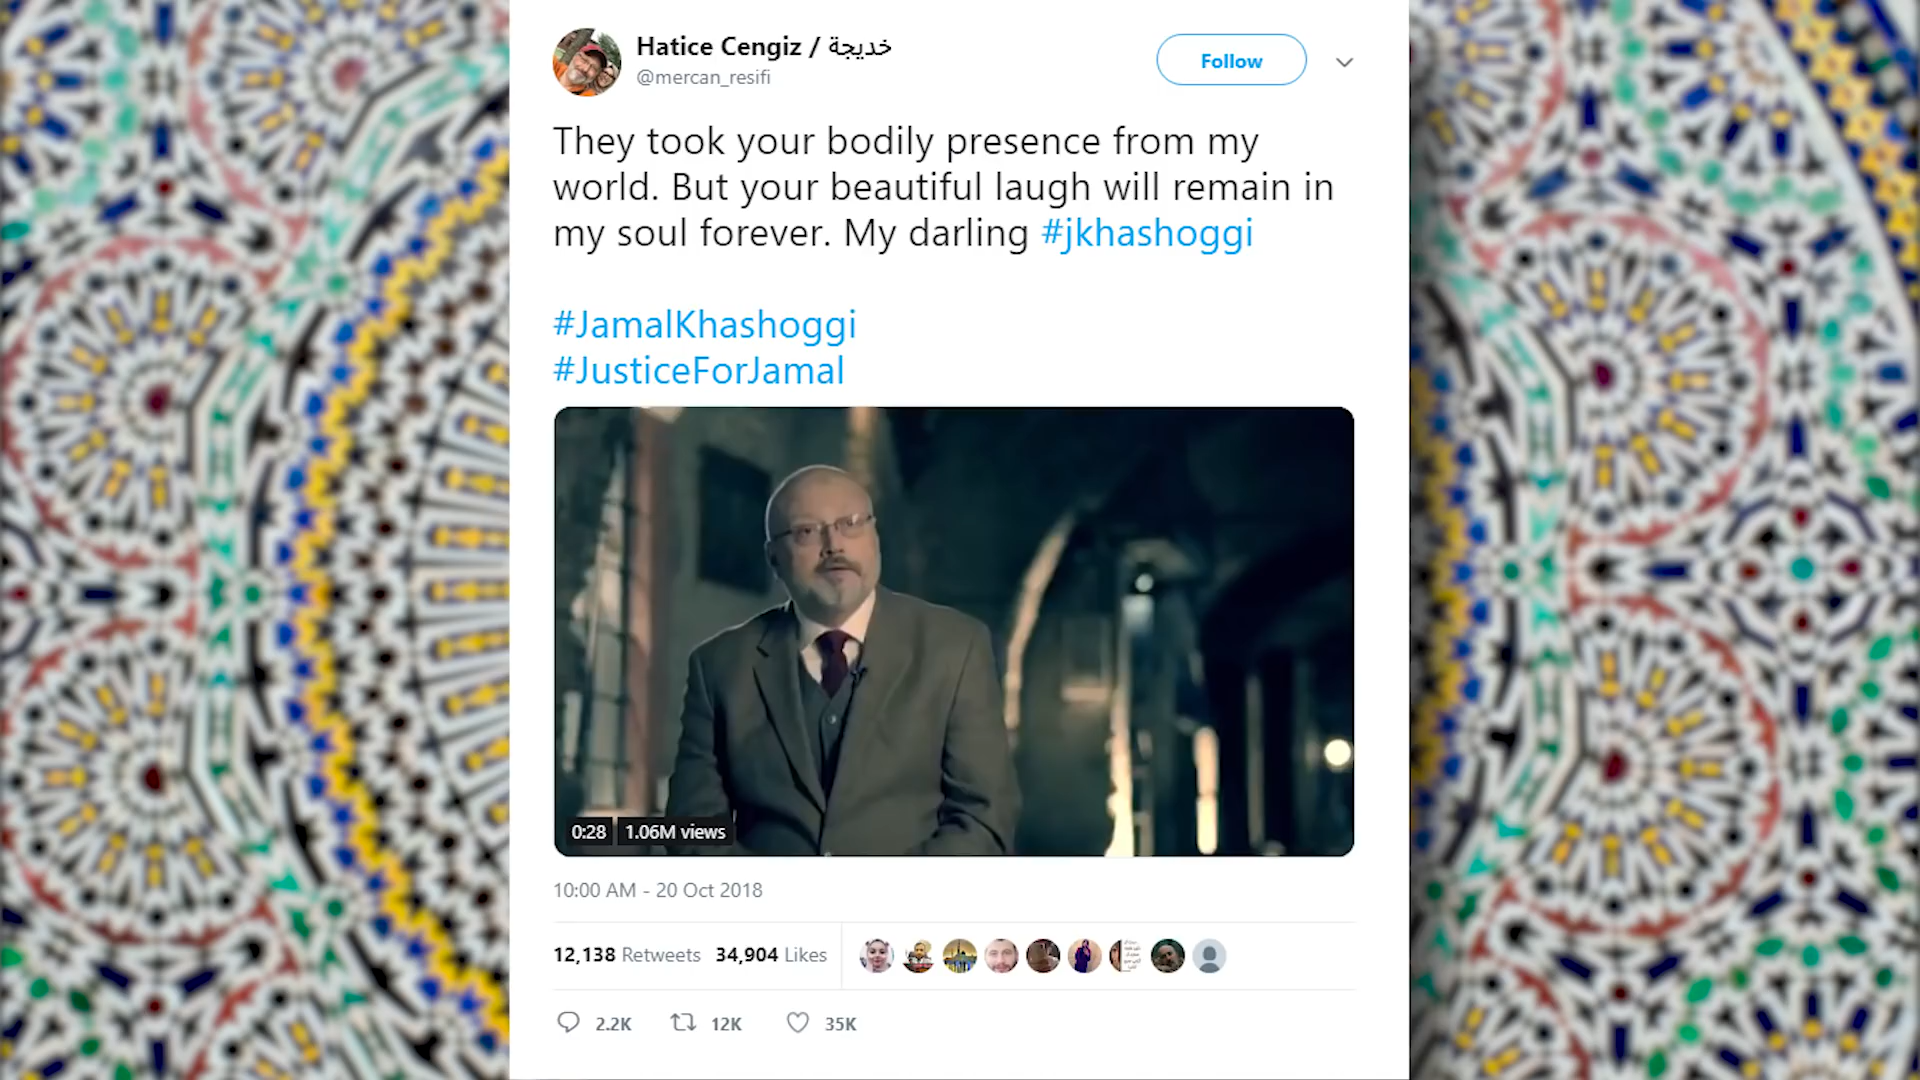 Hatice Cengiz / خديجة
@mercan_resifi
Follow
They took your bodily presence from my
world. But your beautiful laugh will remain in
my soul forever. My darling #jkhashoggi
#JamalKhashoggi
#JusticeForJamal
0:28 1.06M views
10:00 AM - 20 Oct 2018
12,138 Retweets 34,904 Likes
2.2K 12K 35K